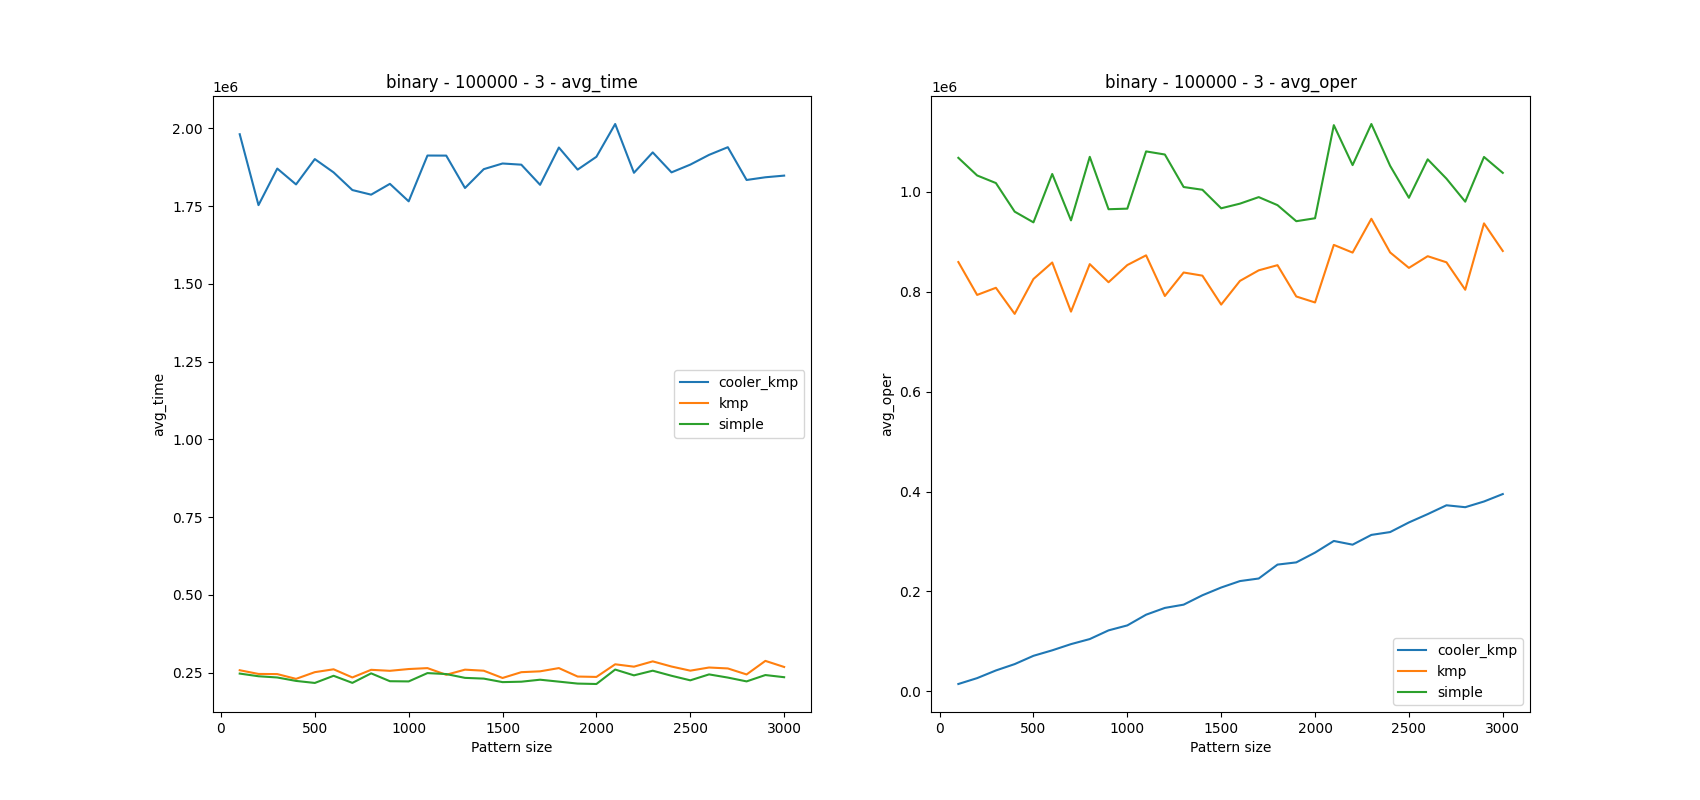 binary - 100000 - 3 - avg_time
1e6
2.00
1.75
1.50
1.25
1.00
0.75
0.50
0.25
avg_time
cooler_kmp
kmp
simple
0 500 1000 1500 2000 2500 3000
Pattern size
binary - 100000 - 3 - avg_oper
1e6
1.0
0.8
0.6
0.4
0.2
0.0
avg_oper
cooler_kmp
kmp
simple
0 500 1000 1500 2000 2500 3000
Pattern size